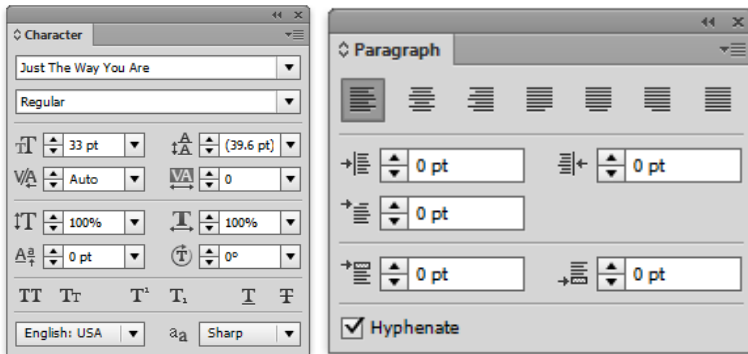 Character
Just The Way You Are
Regular
33 pt
(39.6 pt)
Auto
0
100%
100%
0 pt
0°
TT Tт T¹ T₁ T Ŧ
English: USA
aa
Sharp
Paragraph
0 pt
0 pt
0 pt
0 pt
0 pt
Hyphenate